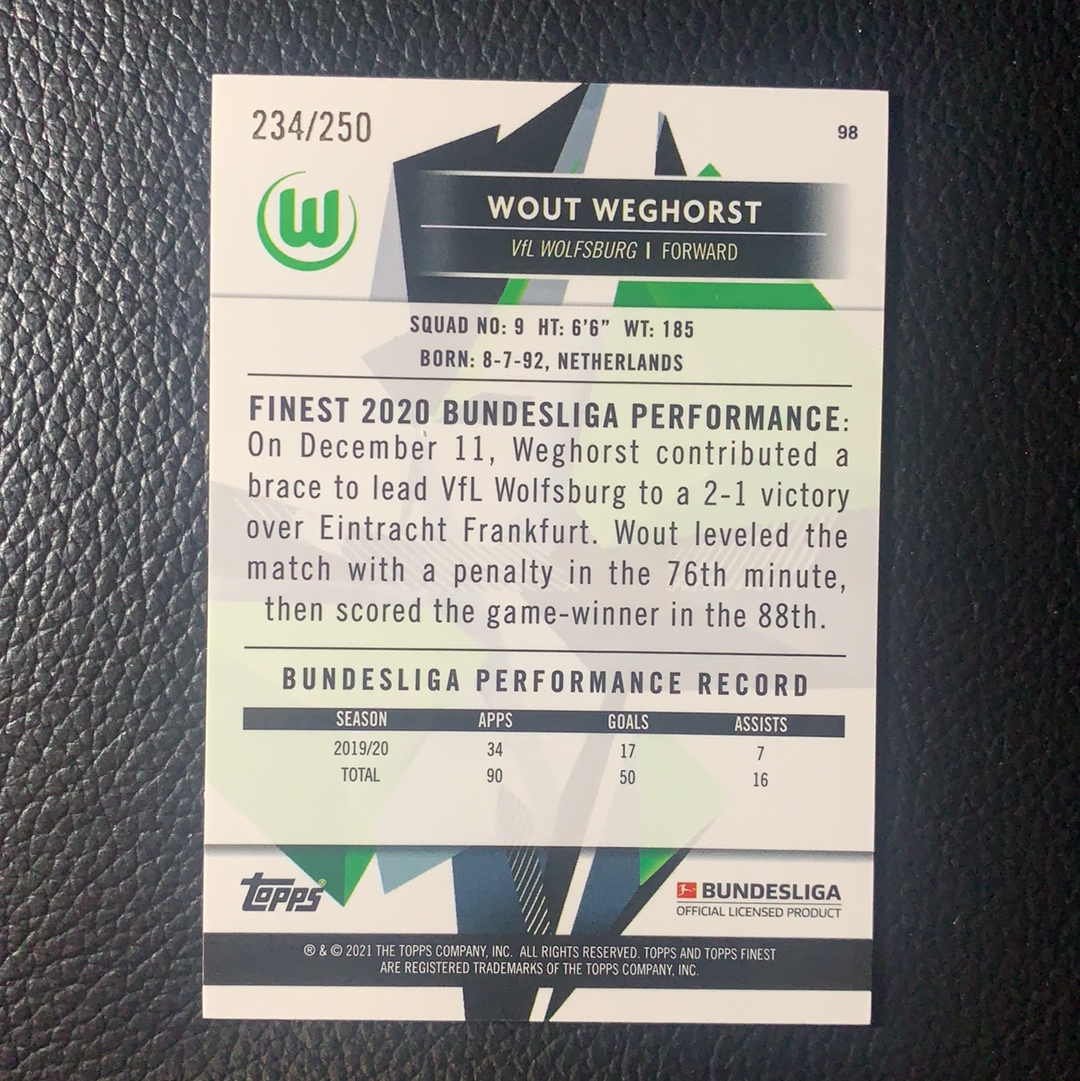 234/250
98
W
WOUT WEGHORST
VfL WOLFSBURG | FORWARD
SQUAD NO: 9 HT: 6'6” WT: 185
BORN: 8-7-92, NETHERLANDS
FINEST 2020 BUNDESLIGA PERFORMANCE:
On December 11, Weghorst contributed a
brace to lead VfL Wolfsburg to a 2-1 victory
over Eintracht Frankfurt. Wout leveled the
match with a penalty in the 76th minute,
then scored the game-winner in the 88th.
BUNDESLIGA PERFORMANCE RECORD
SEASON APPS GOALS ASSISTS
2019/20 34 17 7
TOTAL 90 50 16
topps®
BUNDESLIGA
OFFICIAL LICENSED PRODUCT
® & © 2021 THE TOPPS COMPANY, INC. ALL RIGHTS RESERVED. TOPPS AND TOPPS FINEST
ARE REGISTERED TRADEMARKS OF THE TOPPS COMPANY, INC.